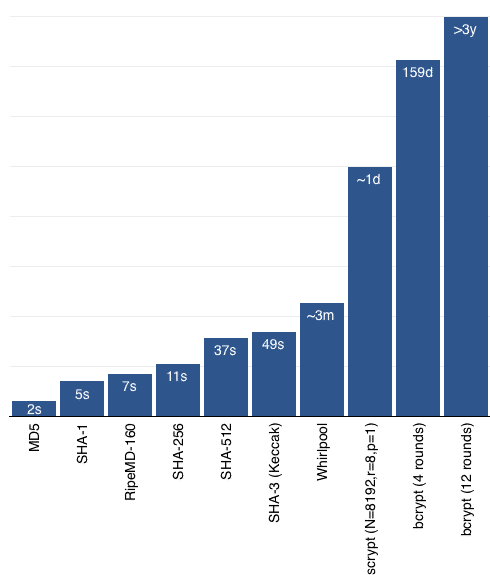 >3y
159d
~1d
~3m
49s
37s
11s
7s
5s
2s
MD5
SHA-1
RipeMD-160
SHA-256
SHA-512
SHA-3 (Keccak)
Whirlpool
scrypt (N=8192,r=8,p=1)
bcrypt (4 rounds)
bcrypt (12 rounds)